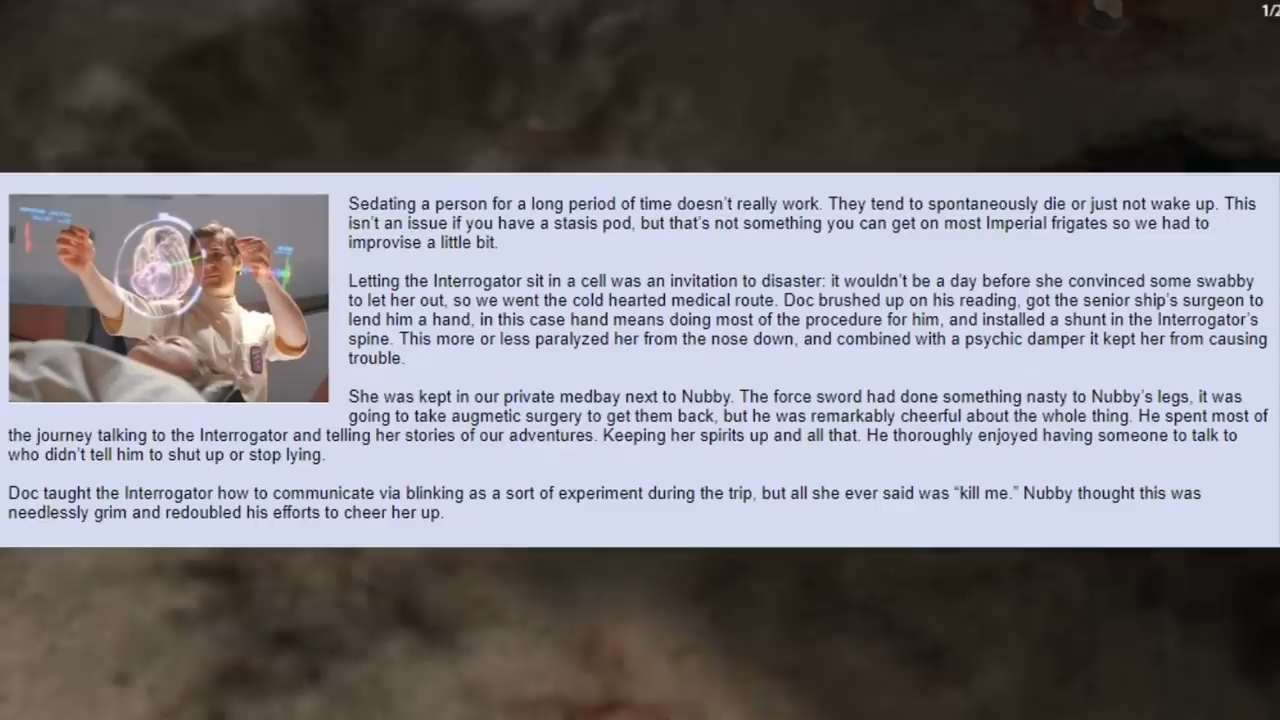 1/2
Sedating a person for a long period of time doesn't really work. They tend to spontaneously die or just not wake up. This
isn't an issue if you have a stasis pod, but that's not something you can get on most Imperial frigates so we had to
improvise a little bit.
Letting the Interrogator sit in a cell was an invitation to disaster: it wouldn't be a day before she convinced some swabby
to let her out, so we went the cold hearted medical route. Doc brushed up on his reading, got the senior ship's surgeon to
lend him a hand, in this case hand means doing most of the procedure for him, and installed a shunt in the Interrogator's
spine. This more or less paralyzed her from the nose down, and combined with a psychic damper it kept her from causing
trouble.
She was kept in our private medbay next to Nubby. The force sword had done something nasty to Nubby's legs, it was
going to take augmetic surgery to get them back, but he was remarkably cheerful about the whole thing. He spent most of
the journey talking to the Interrogator and telling her stories of our adventures. Keeping her spirits up and all that. He thoroughly enjoyed having someone to talk to
who didn't tell him to shut up or stop lying.
Doc taught the Interrogator how to communicate via blinking as a sort of experiment during the trip, but all she ever said was “kill me.” Nubby thought this was
needlessly grim and redoubled his efforts to cheer her up.